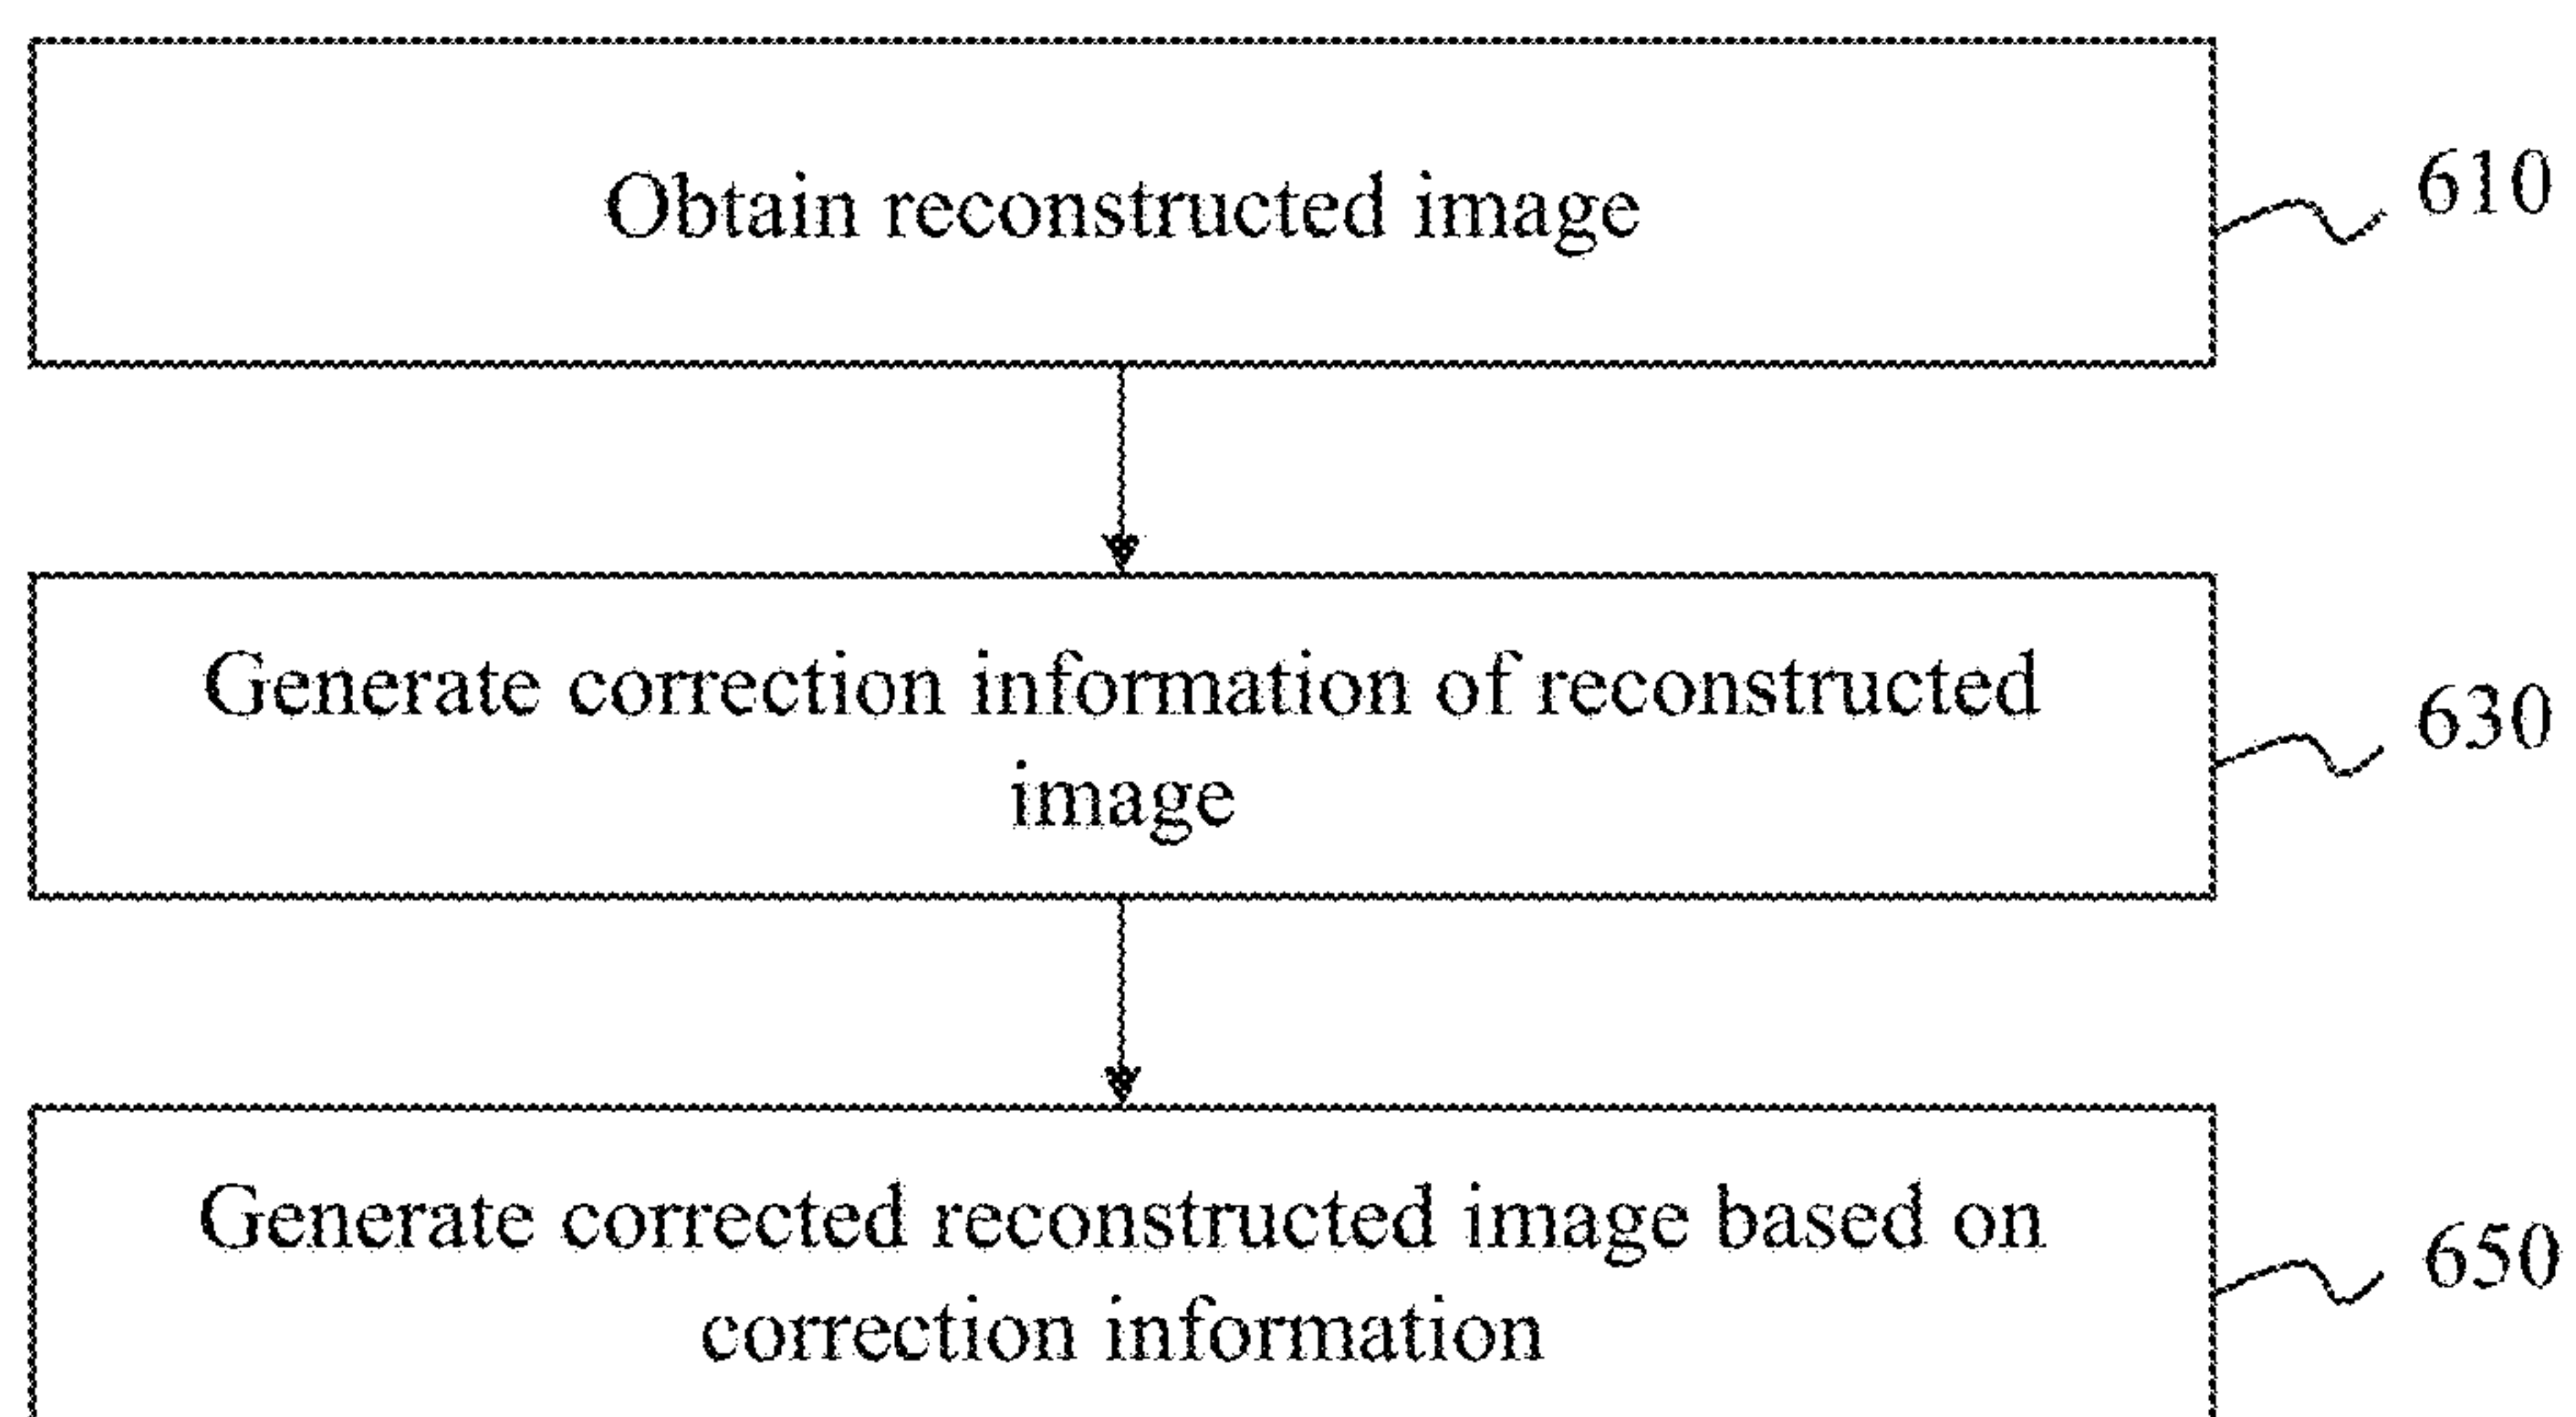 Obtain reconstructed image
610
Generate correction information of reconstructed
image
630
Generate corrected reconstructed image based on
correction information
650